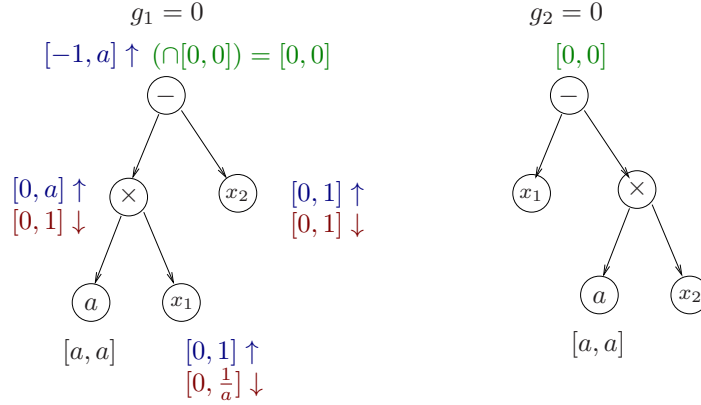 g₁ = 0
g₂ = 0
[−1, a] ↑ (∩[0, 0]) = [0, 0]
[0, 0]
−
−
[0, a] ↑
[0, 1] ↓
×
x₂
[0, 1] ↑
[0, 1] ↓
x₁
×
a
x₁
a
x₂
[a, a]
[0, 1] ↑
[0, 1/a] ↓
[a, a]